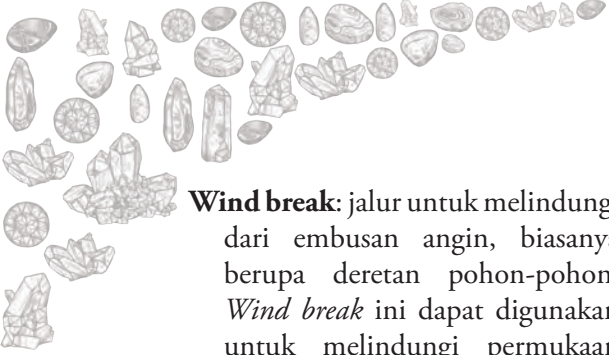 Wind break: jalur untuk melindung
dari embusan angin, biasanya
berupa deretan pohon-pohon
Wind break ini dapat digunakan
untuk melindungi permukaan